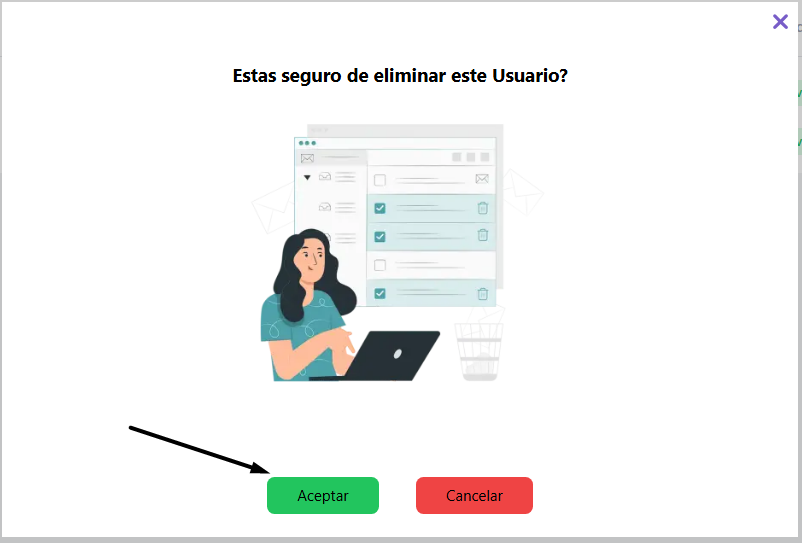 Estas seguro de eliminar este Usuario?
Aceptar
Cancelar